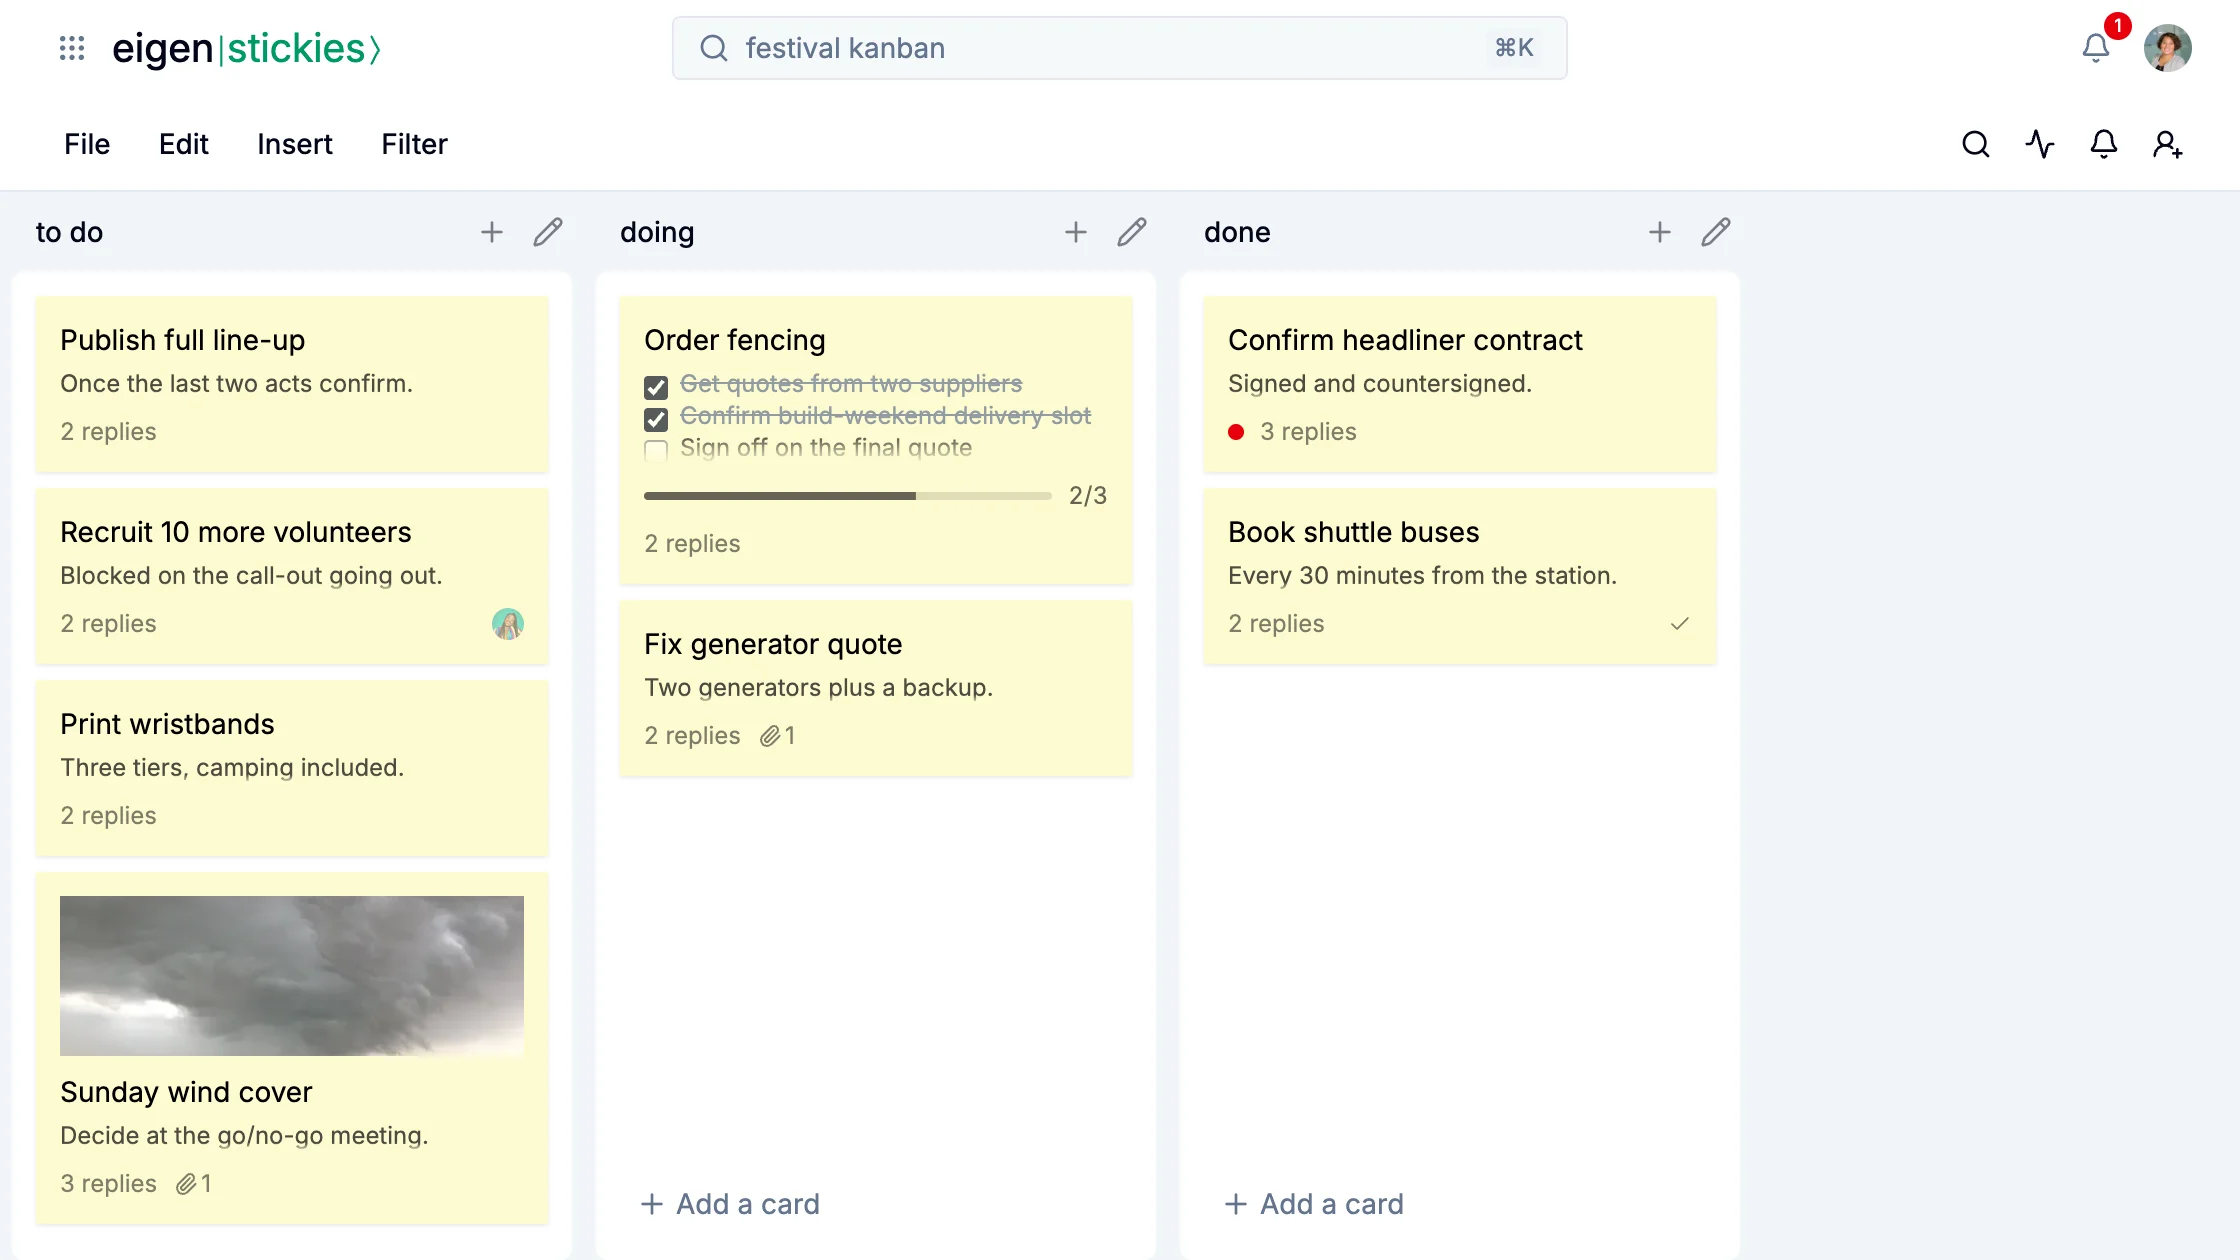 eigen|stickies⟩
festival kanban
⌘K
1
File
Edit
Insert
Filter
to do
Publish full line-up
Once the last two acts confirm.
2 replies
Recruit 10 more volunteers
Blocked on the call-out going out.
2 replies
Print wristbands
Three tiers, camping included.
2 replies
Sunday wind cover
Decide at the go/no-go meeting.
3 replies
1
doing
Order fencing
Get quotes from two suppliers
Confirm build-weekend delivery slot
Sign off on the final quote
2/3
2 replies
Fix generator quote
Two generators plus a backup.
2 replies
1
Add a card
done
Confirm headliner contract
Signed and countersigned.
3 replies
Book shuttle buses
Every 30 minutes from the station.
2 replies
Add a card